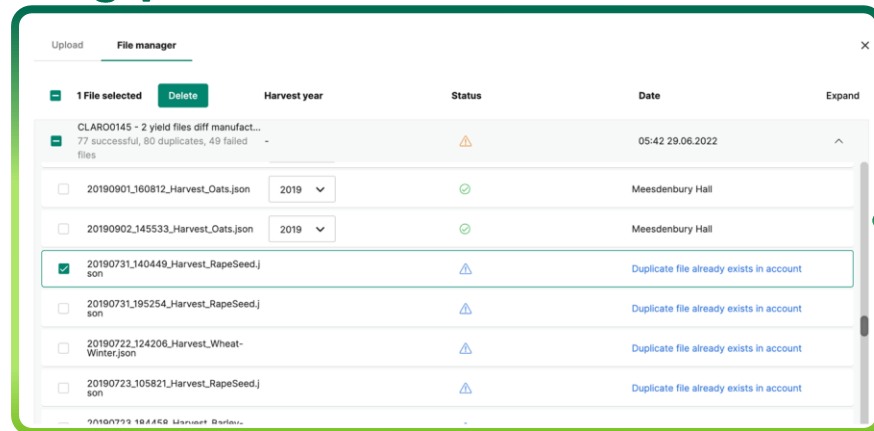 Upload File manager
1 File selected Delete Harvest year Status Date Expand
CLARO0145 - 2 yield files diff manufact...
77 successful, 80 duplicates, 49 failed - 05:42 29.06.2022
files
20190901_160812_Harvest_Oats.json 2019 Meesdenbury Hall
20190902_145533_Harvest_Oats.json 2019 Meesdenbury Hall
20190731_140449_Harvest_RapeSeed.j
son Duplicate file already exists in account
20190731_195254_Harvest_RapeSeed.j
son Duplicate file already exists in account
20190722_124206_Harvest_Wheat-
Winter.json Duplicate file already exists in account
20190723_105821_Harvest_RapeSeed.j
son Duplicate file already exists in account
20190723_184458_Harvest_Barley-